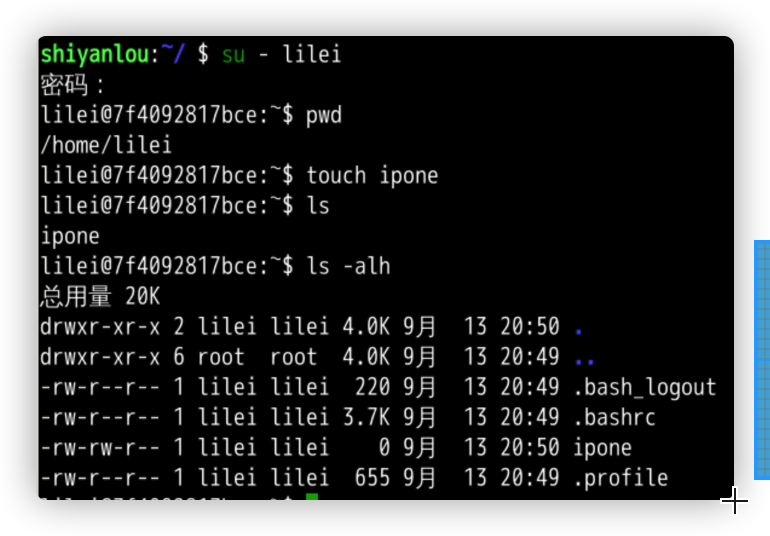 shiyanlou:~/ $ su - lilei
密码：
lilei@7f4092817bce:~$ pwd
/home/lilei
lilei@7f4092817bce:~$ touch ipone
lilei@7f4092817bce:~$ ls
ipone
lilei@7f4092817bce:~$ ls -alh
总用量 20K
drwxr-xr-x 2 lilei lilei 4.0K 9月  13 20:50 .
drwxr-xr-x 6 root  root  4.0K 9月  13 20:49 ..
-rw-r--r-- 1 lilei lilei  220 9月  13 20:49 .bash_logout
-rw-r--r-- 1 lilei lilei 3.7K 9月  13 20:49 .bashrc
-rw-rw-r-- 1 lilei lilei    0 9月  13 20:50 ipone
-rw-r--r-- 1 lilei lilei  655 9月  13 20:49 .profile